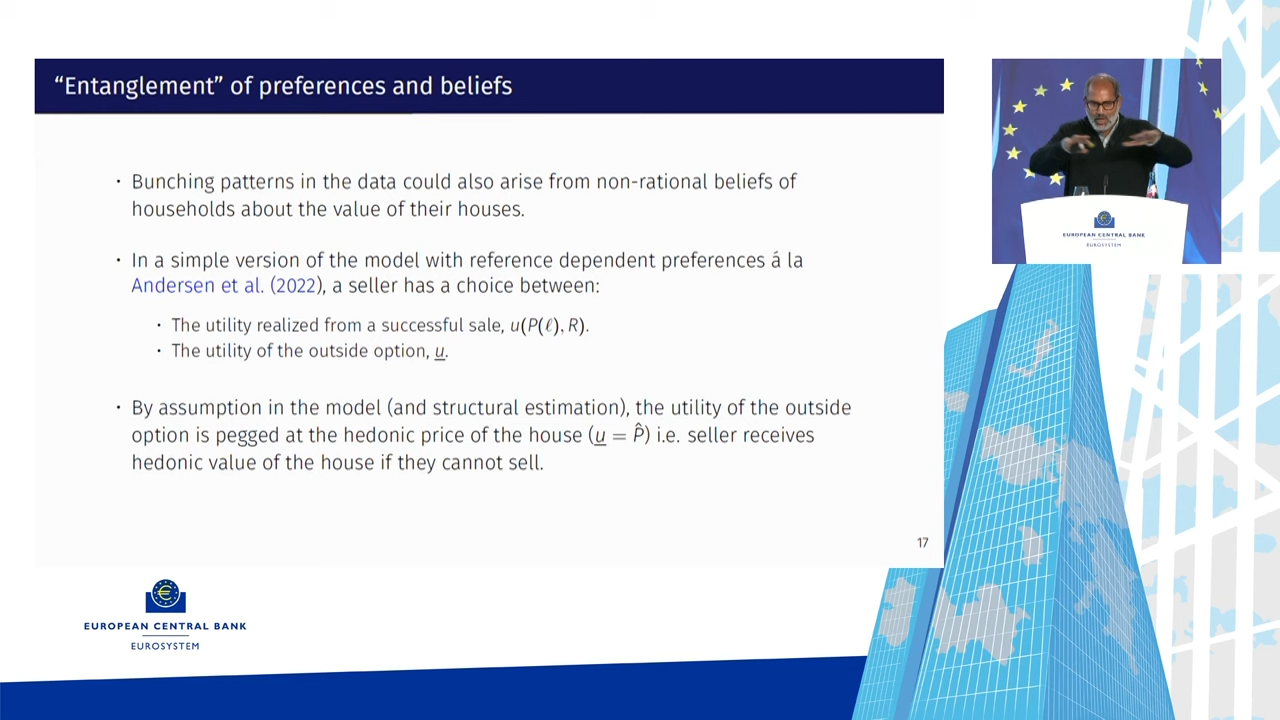 “Entanglement” of preferences and beliefs
· Bunching patterns in the data could also arise from non-rational beliefs of
households about the value of their houses.
· In a simple version of the model with reference dependent preferences á la
Andersen et al. (2022), a seller has a choice between:
· The utility realized from a successful sale, u(P(ℓ), R).
· The utility of the outside option, u̲.
· By assumption in the model (and structural estimation), the utility of the outside
option is pegged at the hedonic price of the house (u̲ = P̂) i.e. seller receives
hedonic value of the house if they cannot sell.
17
EUROPEAN CENTRAL BANK
EUROSYSTEM
EUROPEAN CENTRAL BANK
EUROSYSTEM